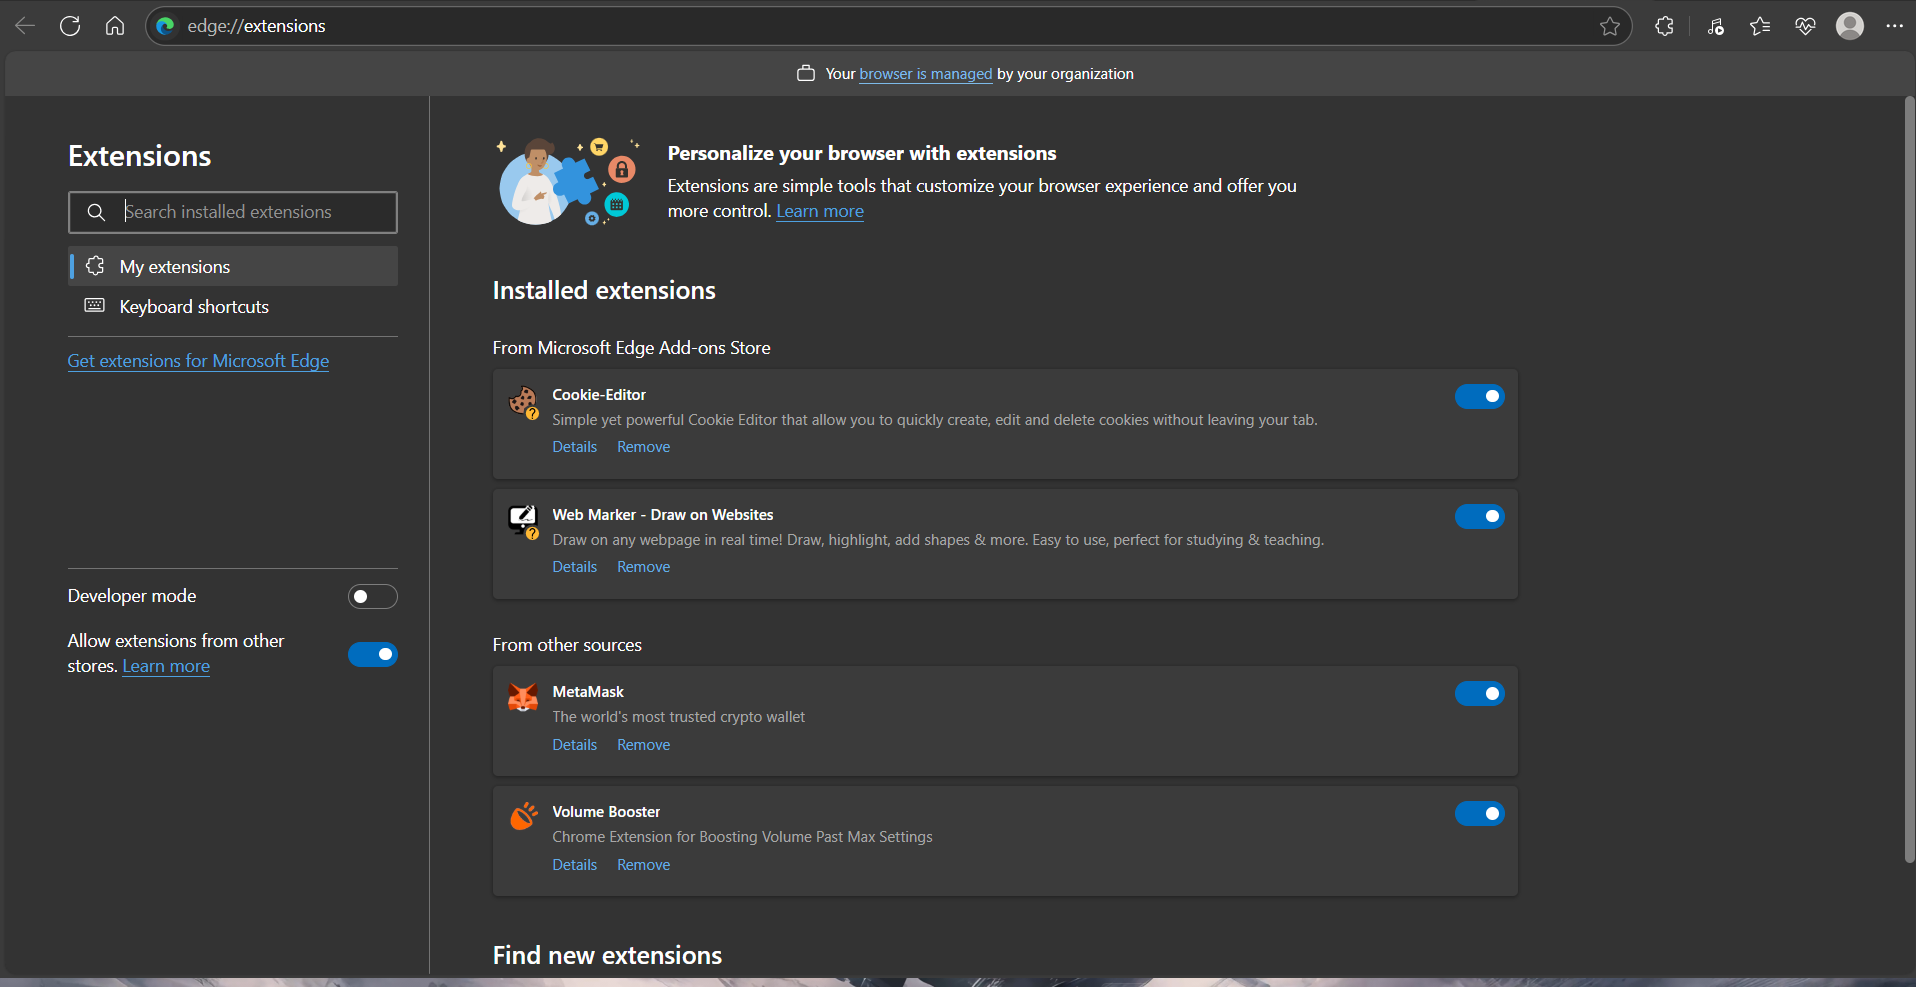 edge://extensions
Your browser is managed by your organization
Extensions
Search installed extensions
My extensions
Keyboard shortcuts
Get extensions for Microsoft Edge
Developer mode
Allow extensions from other
stores. Learn more
Personalize your browser with extensions
Extensions are simple tools that customize your browser experience and offer you
more control. Learn more
Installed extensions
From Microsoft Edge Add-ons Store
Cookie-Editor
Simple yet powerful Cookie Editor that allow you to quickly create, edit and delete cookies without leaving your tab.
Details Remove
Web Marker - Draw on Websites
Draw on any webpage in real time! Draw, highlight, add shapes & more. Easy to use, perfect for studying & teaching.
Details Remove
From other sources
MetaMask
The world's most trusted crypto wallet
Details Remove
Volume Booster
Chrome Extension for Boosting Volume Past Max Settings
Details Remove
Find new extensions